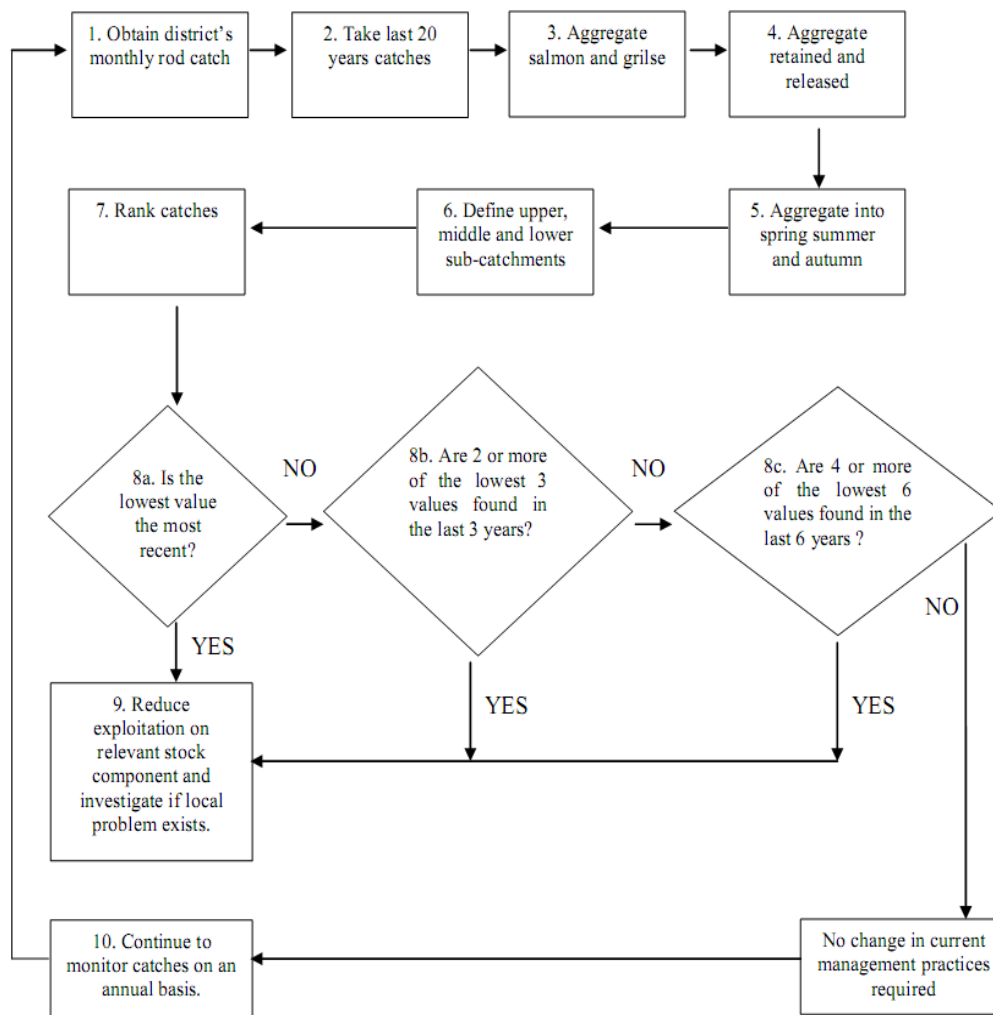 1. Obtain district's
monthly rod catch
2. Take last 20
years catches
3. Aggregate
salmon and grilse
4. Aggregate
retained and
released
5. Aggregate into
spring summer
and autumn
6. Define upper,
middle and lower
sub-catchments
7. Rank catches
8a. Is the
lowest value
the most
recent?
NO
8b. Are 2 or more
of the lowest 3
values found in
the last 3 years?
NO
8c. Are 4 or more
of the lowest 6
values found in the
last 6 years ?
NO
YES
YES
YES
9. Reduce
exploitation on
relevant stock
component and
investigate if local
problem exists.
10. Continue to
monitor catches on an
annual basis.
No change in current
management practices
required